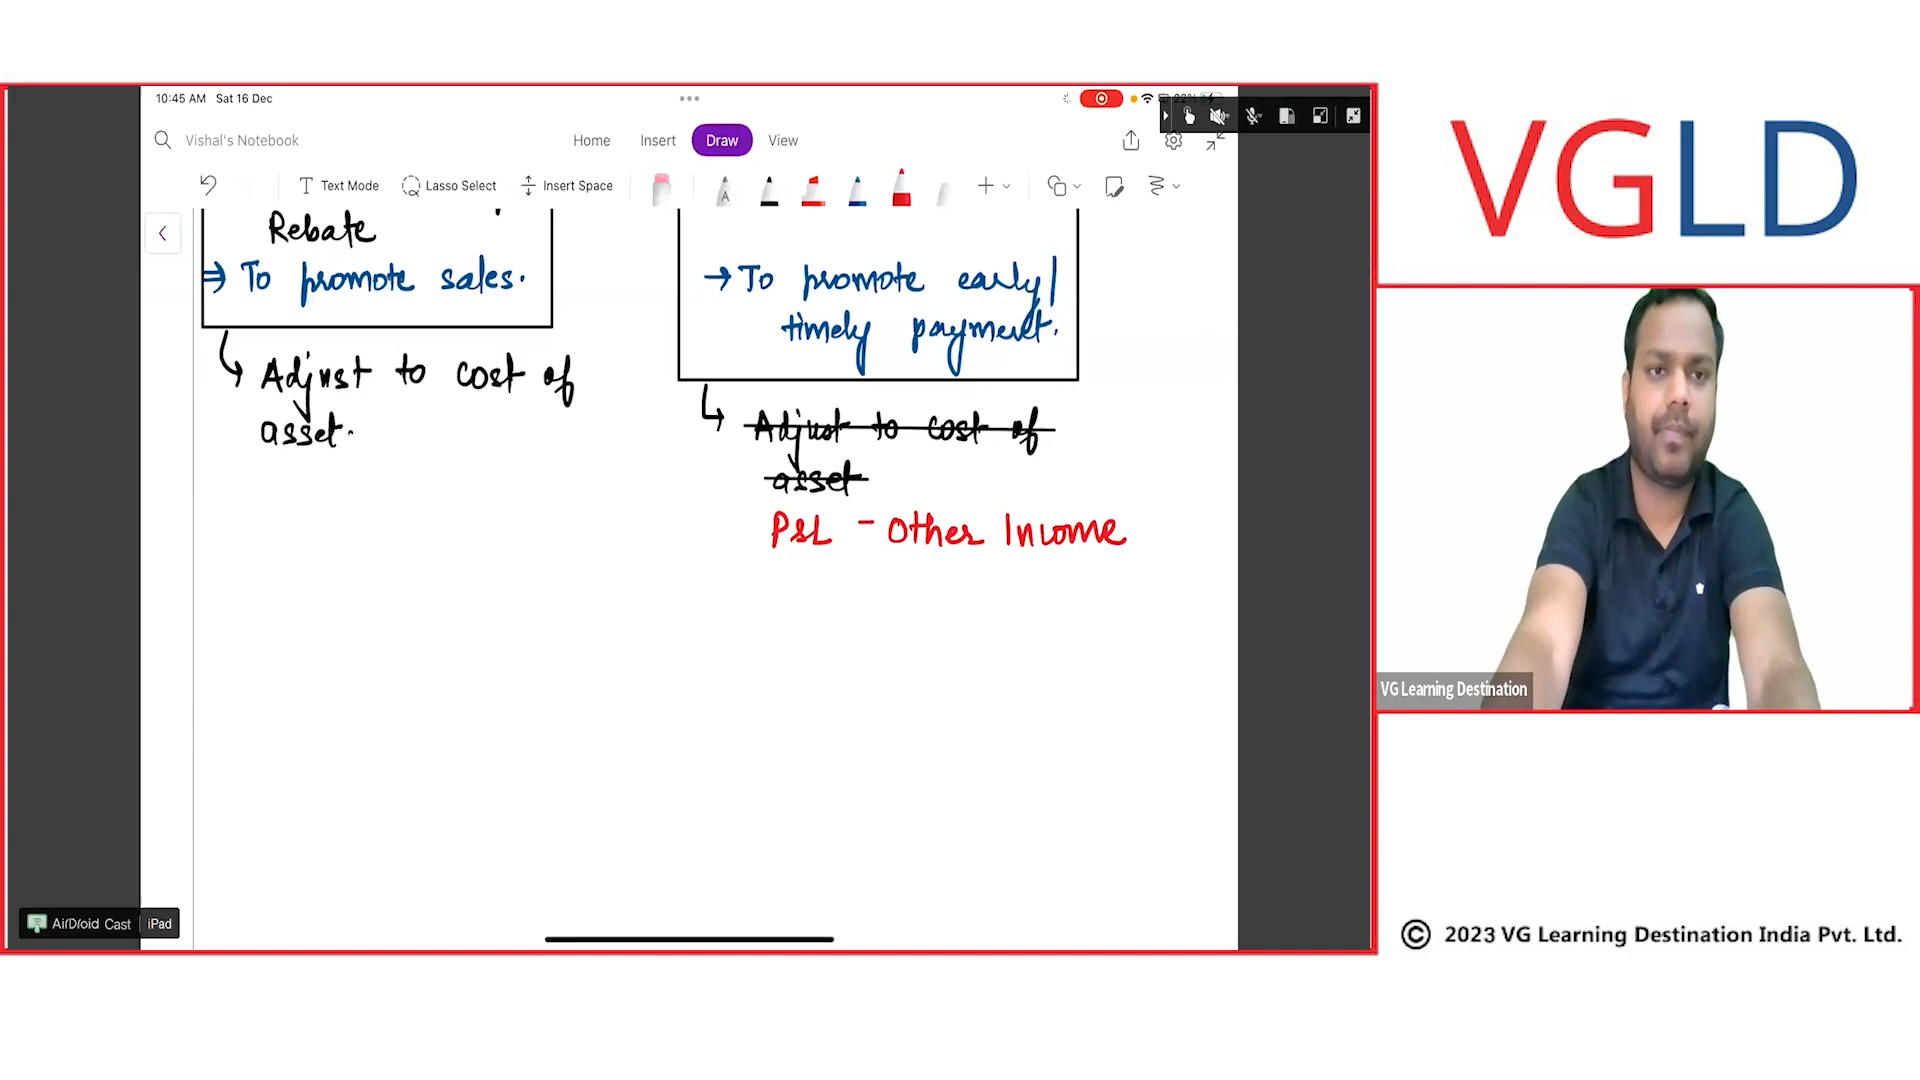 10:45 AM Sat 16 Dec
22%
Vishal's Notebook
Home Insert Draw View
Text Mode Lasso Select Insert Space
Rebate
⇒ To promote sales.
↳ Adjust to cost of
asset.
→ To promote early/
timely payment.
↳ Adjust to cost of
asset
P&L - Other Income
AirDroid Cast iPad
VGLD
VG Learning Destination
© 2023 VG Learning Destination India Pvt. Ltd.